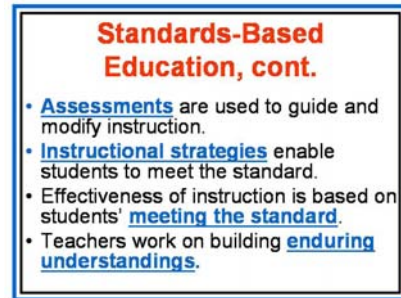 Standards-Based
Education, cont.
• Assessments are used to guide and
modify instruction.
• Instructional strategies enable
students to meet the standard.
• Effectiveness of instruction is based on
students' meeting the standard.
• Teachers work on building enduring
understandings.